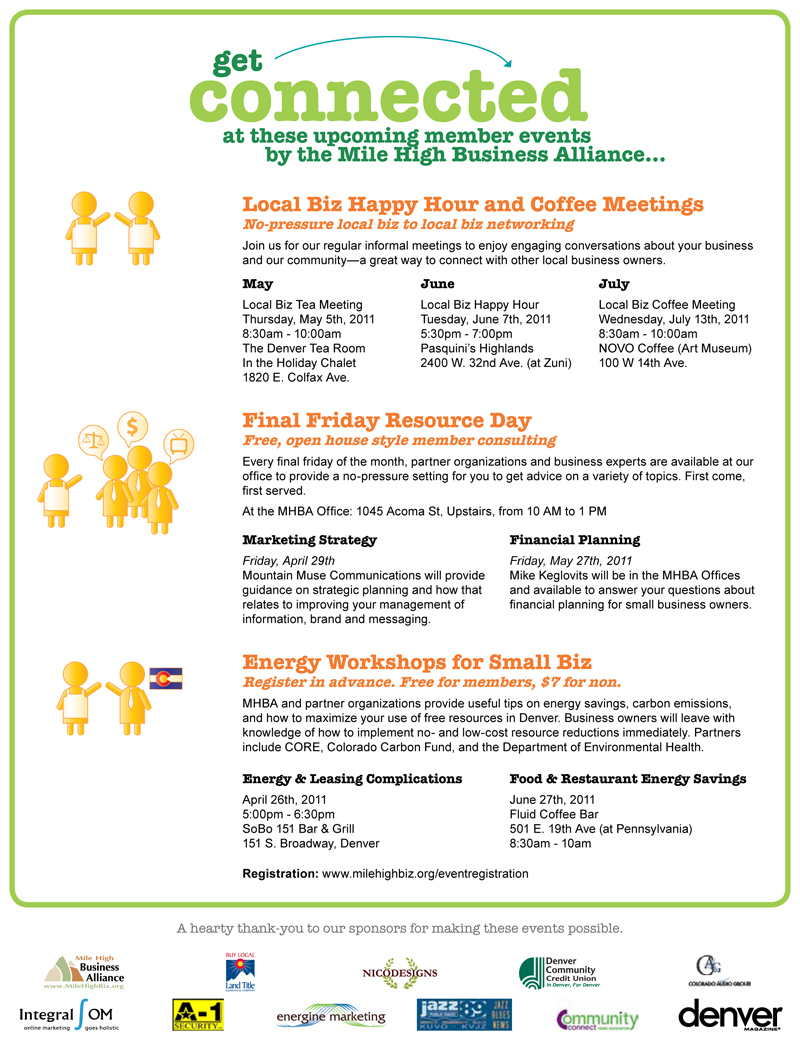 get
connected
at these upcoming member events
by the Mile High Business Alliance...
Local Biz Happy Hour and Coffee Meetings
No-pressure local biz to local biz networking
Join us for our regular informal meetings to enjoy engaging conversations about your business
and our community—a great way to connect with other local business owners.
May
Local Biz Tea Meeting
Thursday, May 5th, 2011
8:30am - 10:00am
The Denver Tea Room
In the Holiday Chalet
1820 E. Colfax Ave.
June
Local Biz Happy Hour
Tuesday, June 7th, 2011
5:30pm - 7:00pm
Pasquini's Highlands
2400 W. 32nd Ave. (at Zuni)
July
Local Biz Coffee Meeting
Wednesday, July 13th, 2011
8:30am - 10:00am
NOVO Coffee (Art Museum)
100 W 14th Ave.
$
Final Friday Resource Day
Free, open house style member consulting
Every final friday of the month, partner organizations and business experts are available at our
office to provide a no-pressure setting for you to get advice on a variety of topics. First come,
first served.
At the MHBA Office: 1045 Acoma St, Upstairs, from 10 AM to 1 PM
Marketing Strategy
Friday, April 29th
Mountain Muse Communications will provide
guidance on strategic planning and how that
relates to improving your management of
information, brand and messaging.
Financial Planning
Friday, May 27th, 2011
Mike Keglovits will be in the MHBA Offices
and available to answer your questions about
financial planning for small business owners.
Energy Workshops for Small Biz
Register in advance. Free for members, $7 for non.
MHBA and partner organizations provide useful tips on energy savings, carbon emissions,
and how to maximize your use of free resources in Denver. Business owners will leave with
knowledge of how to implement no- and low-cost resource reductions immediately. Partners
include CORE, Colorado Carbon Fund, and the Department of Environmental Health.
Energy & Leasing Complications
April 26th, 2011
5:00pm - 6:30pm
SoBo 151 Bar & Grill
151 S. Broadway, Denver
Food & Restaurant Energy Savings
June 27th, 2011
Fluid Coffee Bar
501 E. 19th Ave (at Pennsylvania)
8:30am - 10am
Registration: www.milehighbiz.org/eventregistration
A hearty thank-you to our sponsors for making these events possible.
Mile High
Business
Alliance
www.MileHighBiz.org
BUY LOCAL
Land Title
NICODESIGNS
Denver
Community
Credit Union
In Denver, For Denver
CAG
COLORADO AUDIO GROUP
Integral OM
online marketing goes holistic
A-1
SECURITY
energine marketing
jazz 89
PUBLIC RADIO
KUVO - KVJZ
JAZZ
BLUES
NEWS
Community
connect
denver
MAGAZINE